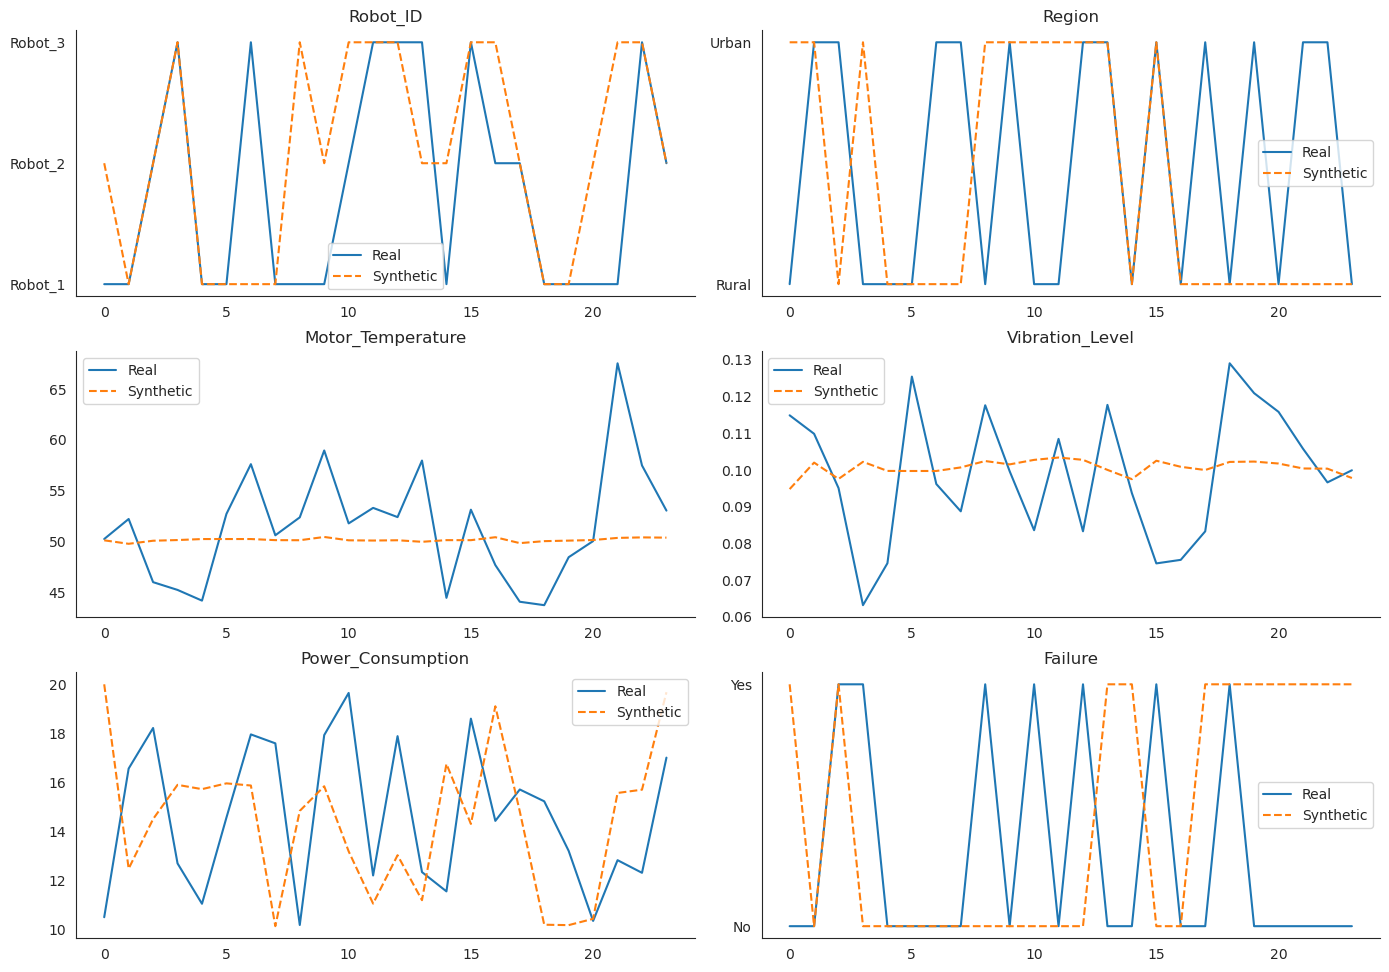 Robot_ID
Robot_3
Robot_2
Robot_1
Real
Synthetic
0 5 10 15 20
Region
Urban
Rural
Real
Synthetic
0 5 10 15 20
Motor_Temperature
Real
Synthetic
65
60
55
50
45
0 5 10 15 20
Vibration_Level
Real
Synthetic
0.13
0.12
0.11
0.10
0.09
0.08
0.07
0.06
0 5 10 15 20
Power_Consumption
Real
Synthetic
20
18
16
14
12
10
0 5 10 15 20
Failure
Yes
No
Real
Synthetic
0 5 10 15 20